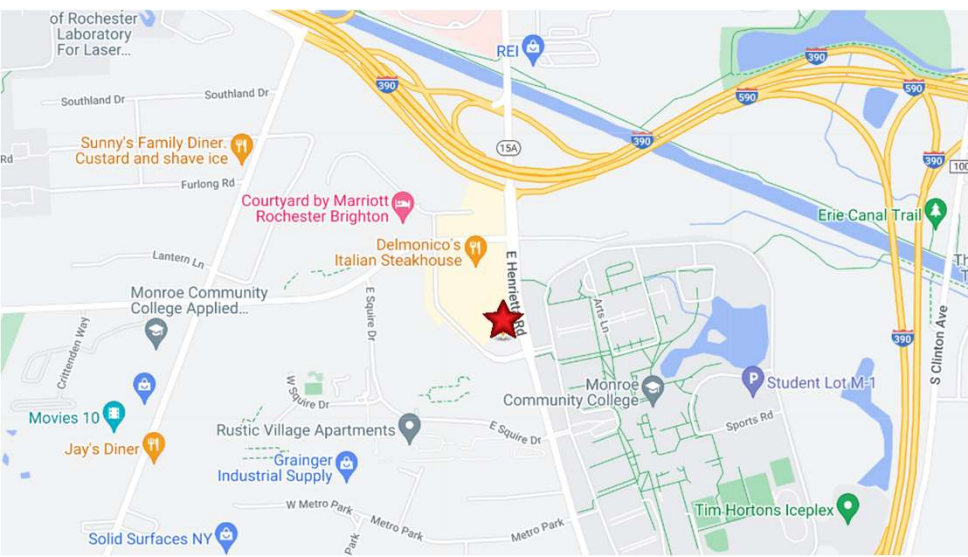 of Rochester
Laboratory
For Laser...
REI
390
390
590
590
Southland Dr
Southland Dr
15A
390
Sunny's Family Diner.
Custard and shave ice
Rd
390
100
Furlong Rd
Courtyard by Marriott
Rochester Brighton
Erie Canal Trail
Delmonico's
Italian Steakhouse
Lantern Ln
E Henrietta Rd
Th
T
Monroe Community
College Applied...
E Squire Dr
Arts Ln
390
S Clinton Ave
Crittenden Way
W Squire Dr
Monroe
Community College
P
Student Lot M-1
Movies 10
Rustic Village Apartments
E Squire Dr
Sports Rd
Jay's Diner
Grainger
Industrial Supply
W Metro Park
Metro Park
Metro Park
Tim Hortons Iceplex
Solid Surfaces NY
Park